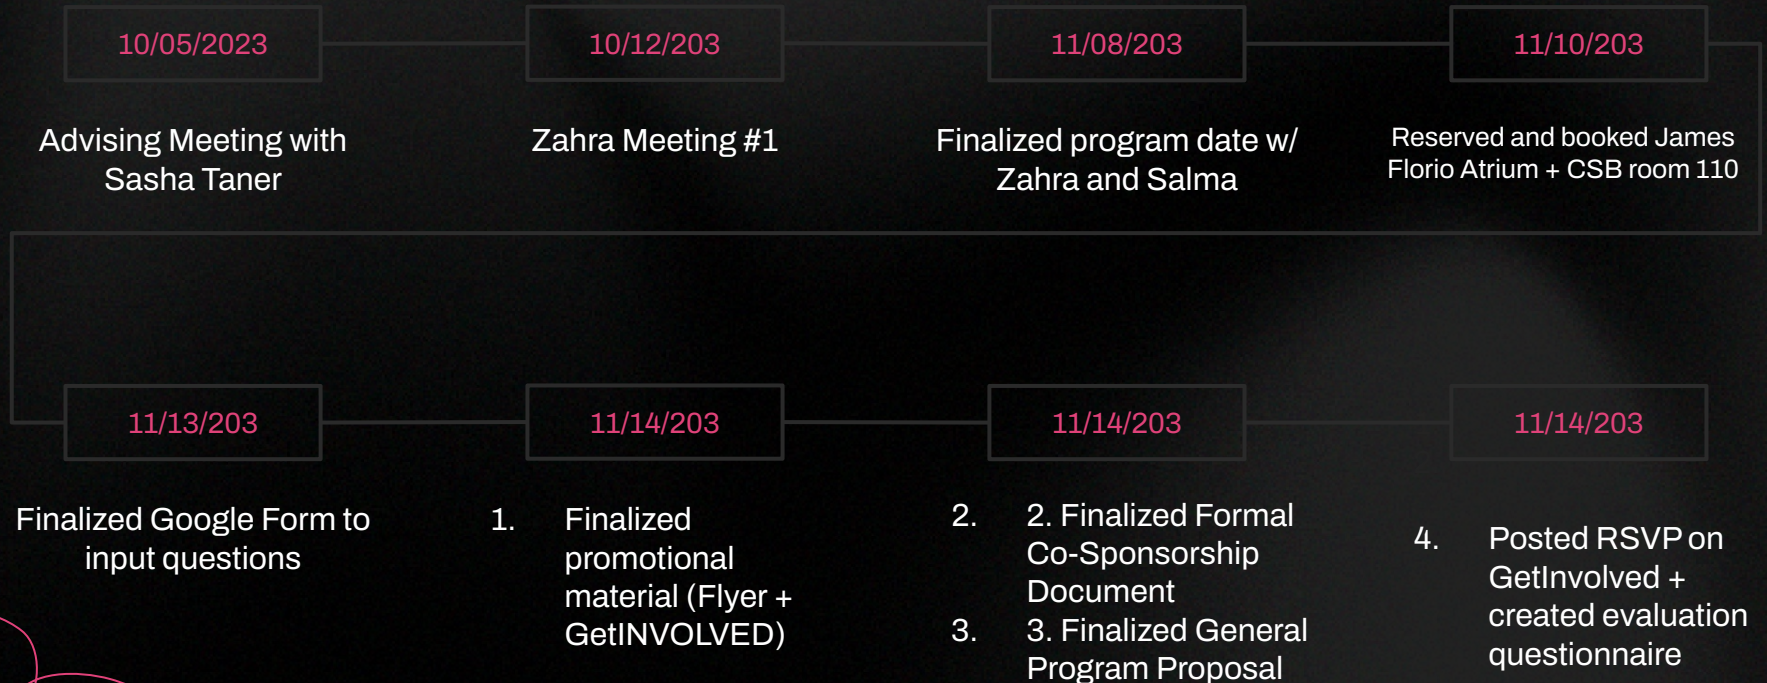 10/05/2023
10/12/203
11/08/203
11/10/203
Advising Meeting with
Sasha Taner
Zahra Meeting #1
Finalized program date w/
Zahra and Salma
Reserved and booked James
Florio Atrium + CSB room 110
11/13/203
11/14/203
11/14/203
11/14/203
Finalized Google Form to
input questions
1. Finalized
promotional
material (Flyer +
GetINVOLVED)
2. 2. Finalized Formal
Co-Sponsorship
Document
3. 3. Finalized General
Program Proposal
4. Posted RSVP on
GetInvolved +
created evaluation
questionnaire